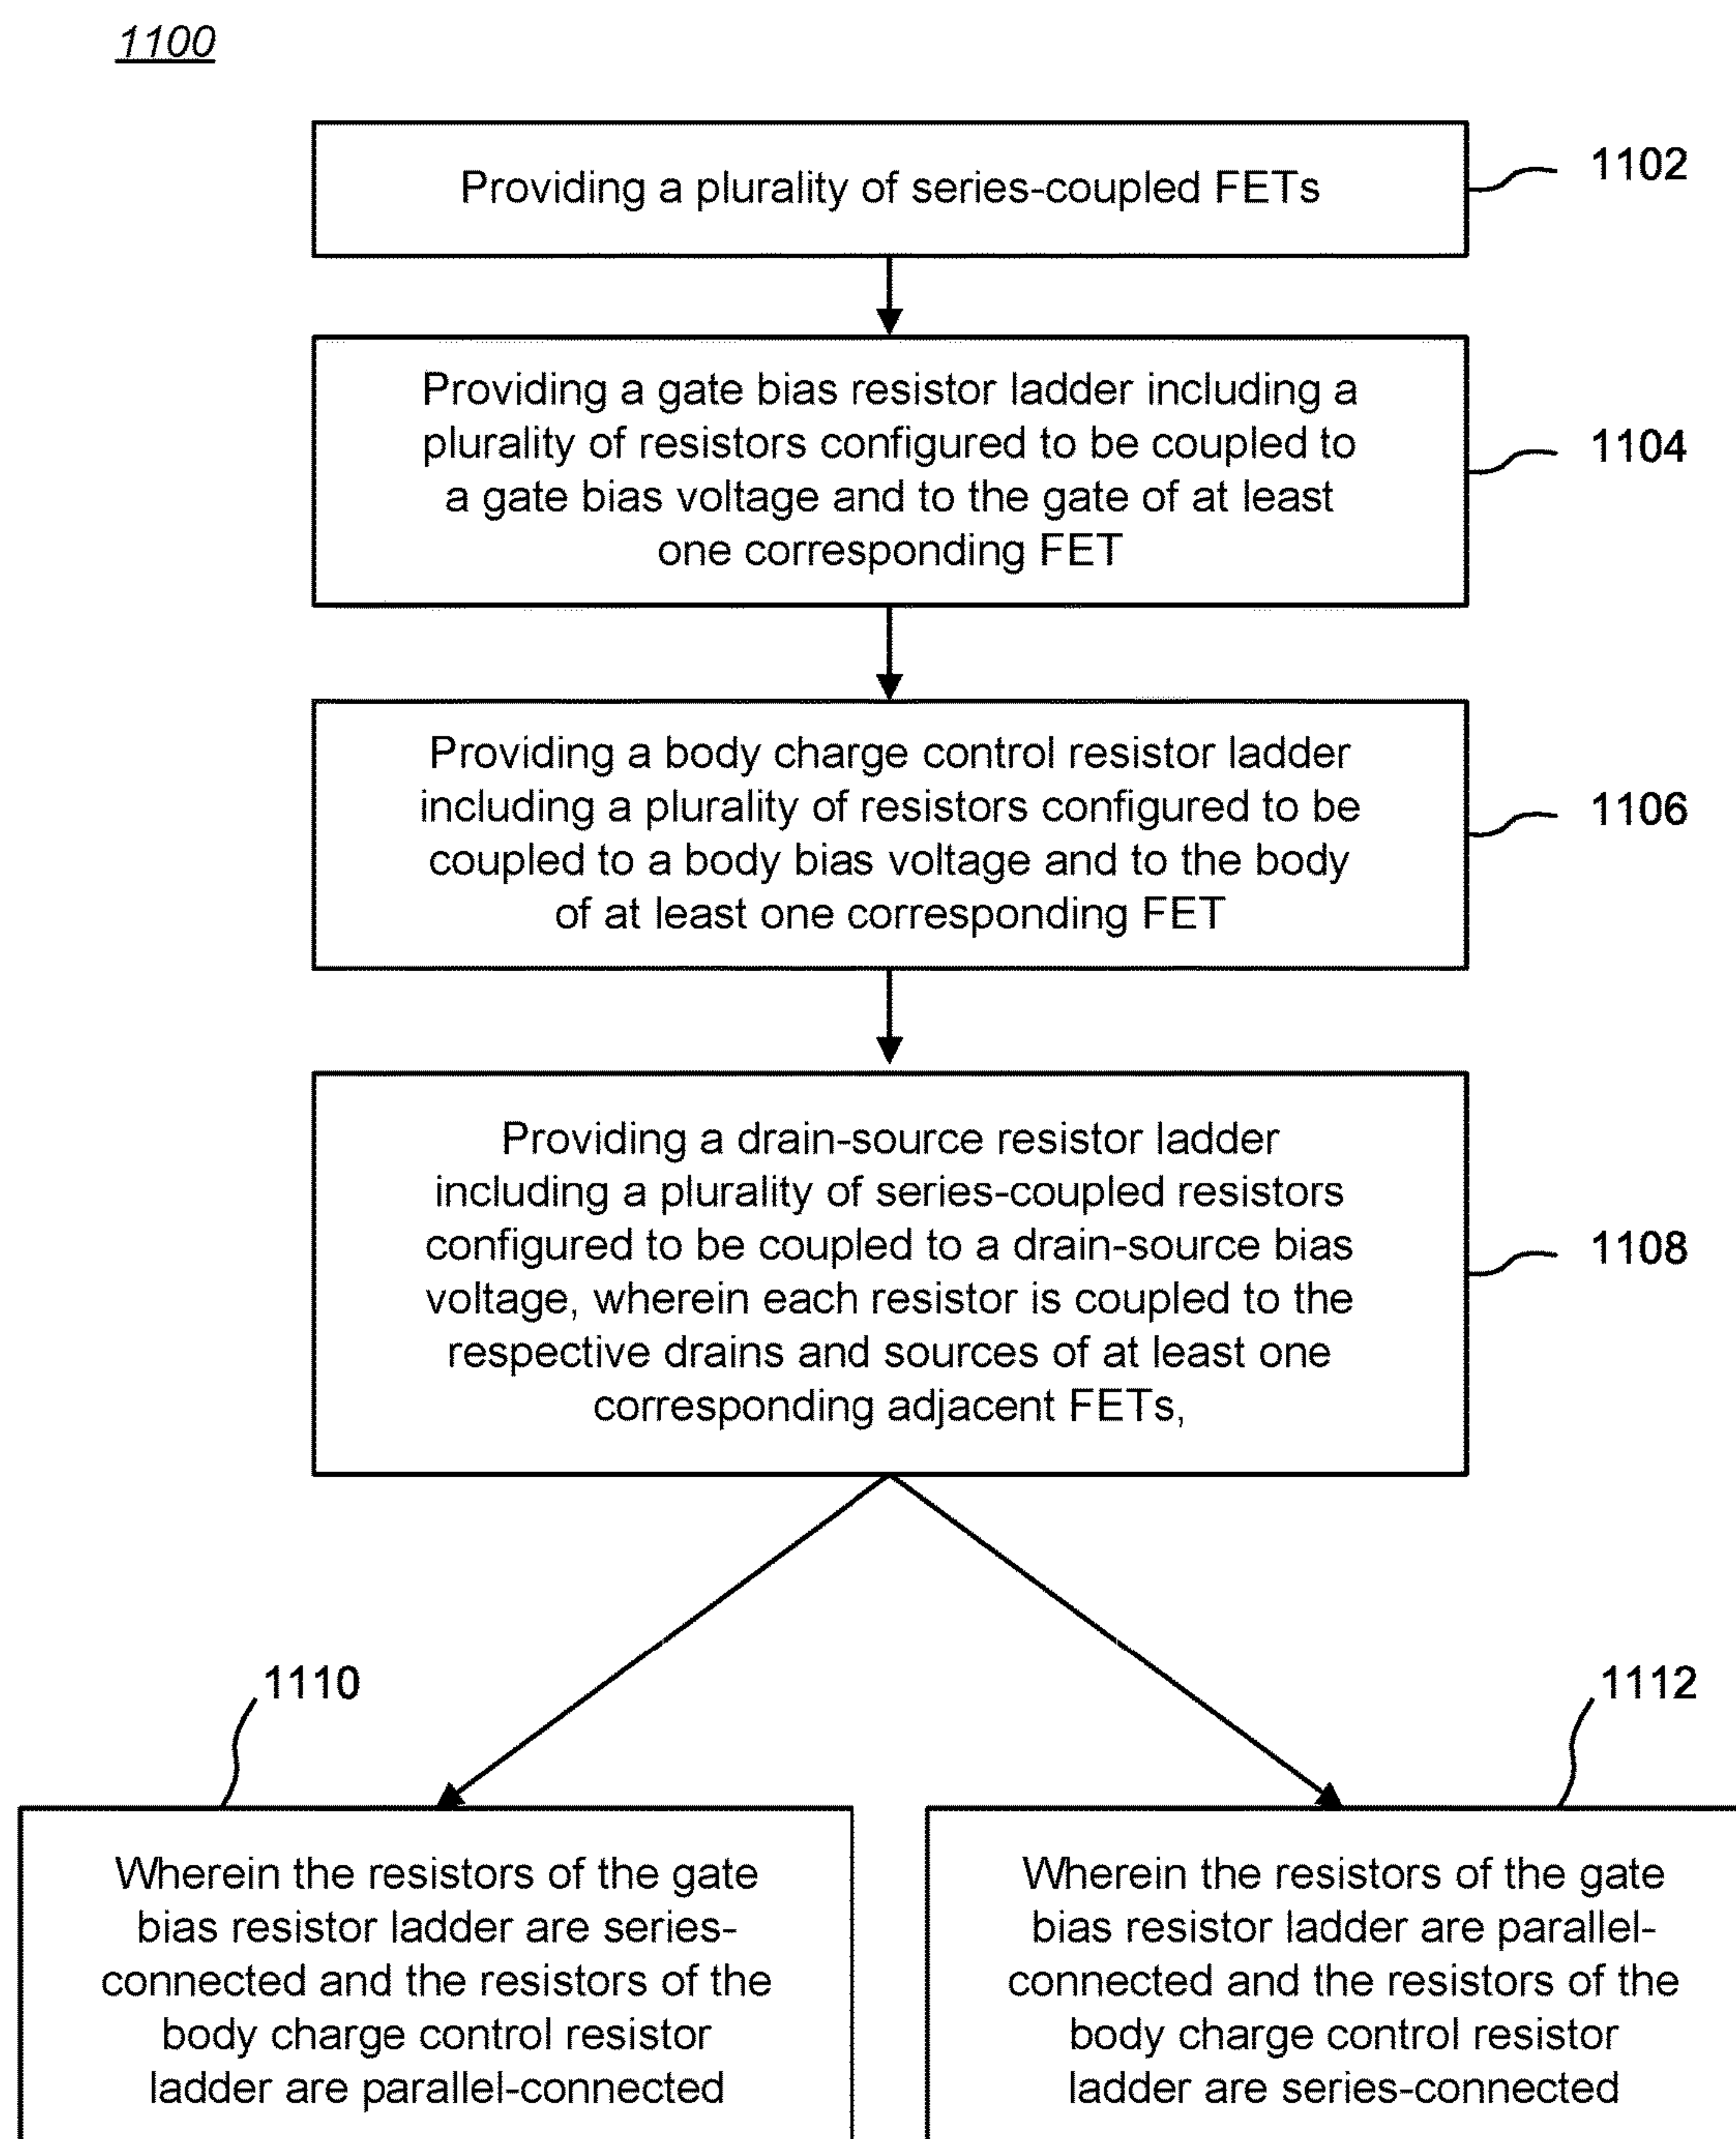 1100
Providing a plurality of series-coupled FETs
1102
Providing a gate bias resistor ladder including a
plurality of resistors configured to be coupled to
a gate bias voltage and to the gate of at least
one corresponding FET
1104
Providing a body charge control resistor ladder
including a plurality of resistors configured to be
coupled to a body bias voltage and to the body
of at least one corresponding FET
1106
Providing a drain-source resistor ladder
including a plurality of series-coupled resistors
configured to be coupled to a drain-source bias
voltage, wherein each resistor is coupled to the
respective drains and sources of at least one
corresponding adjacent FETs,
1108
1110
Wherein the resistors of the gate
bias resistor ladder are series-
connected and the resistors of the
body charge control resistor
ladder are parallel-connected
1112
Wherein the resistors of the gate
bias resistor ladder are parallel-
connected and the resistors of the
body charge control resistor
ladder are series-connected